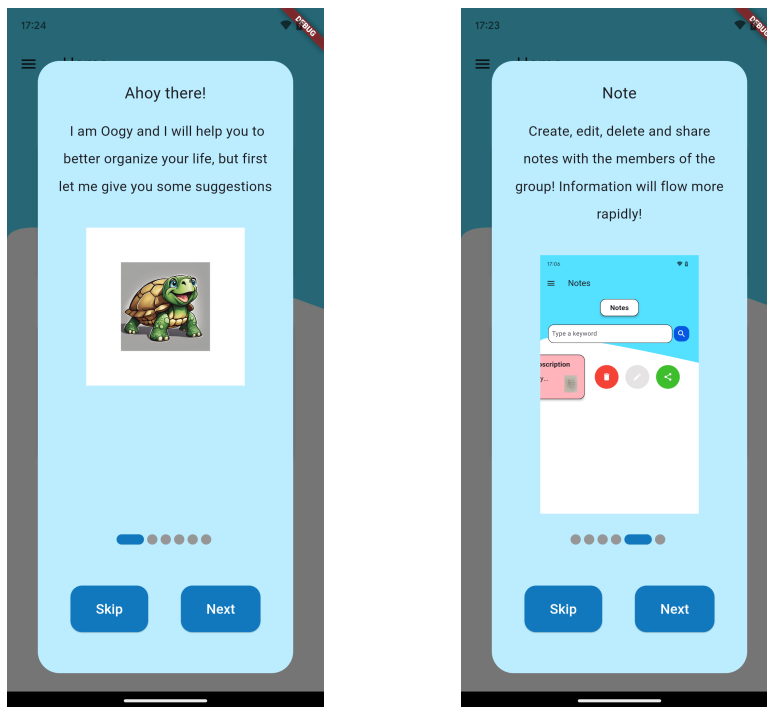 17:24
DEBUG
Ahoy there!
I am Oogy and I will help you to
better organize your life, but first
let me give you some suggestions
Skip
Next
17:23
DEBUG
Note
Create, edit, delete and share
notes with the members of the
group! Information will flow more
rapidly!
Notes
Notes
Type a keyword
Skip
Next